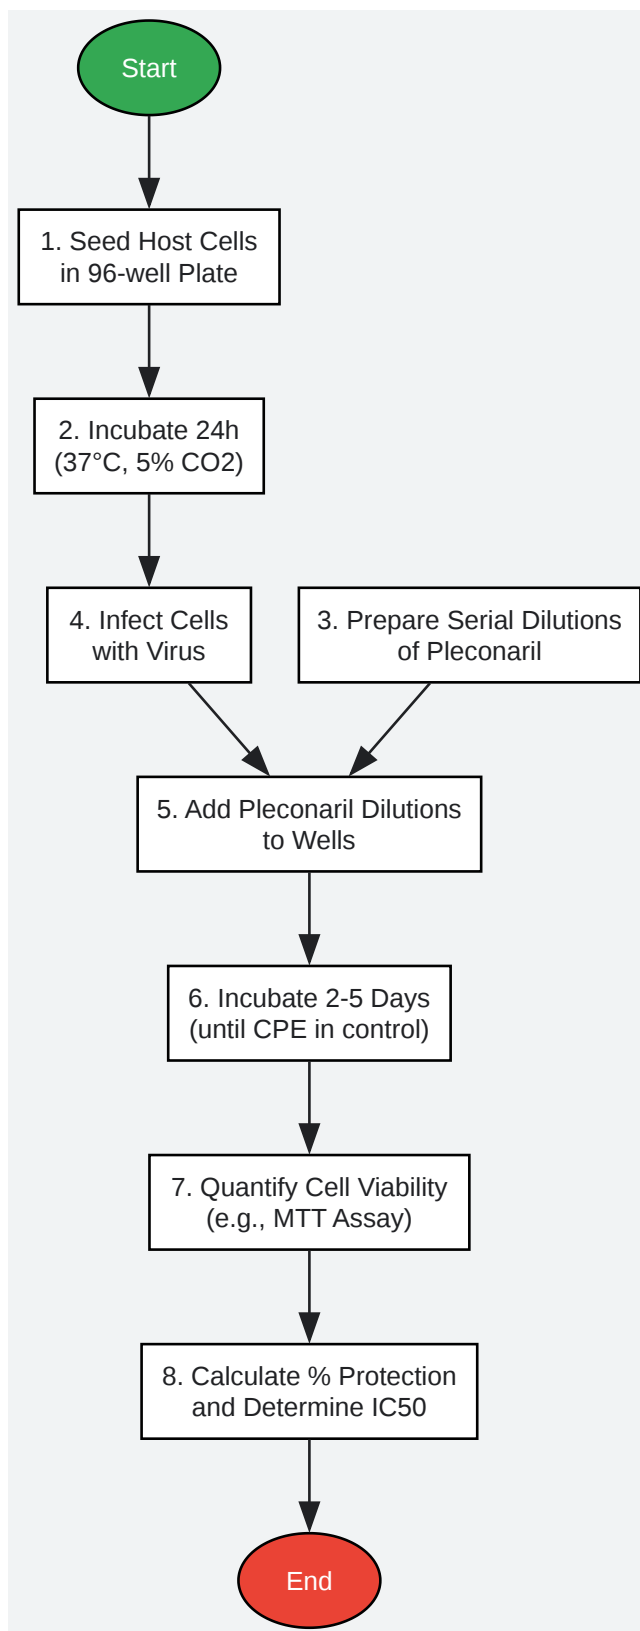 Start
1. Seed Host Cells
in 96-well Plate
2. Incubate 24h
(37°C, 5% CO2)
4. Infect Cells
with Virus
3. Prepare Serial Dilutions
of Pleconaril
5. Add Pleconaril Dilutions
to Wells
6. Incubate 2-5 Days
(until CPE in control)
7. Quantify Cell Viability
(e.g., MTT Assay)
8. Calculate % Protection
and Determine IC50
End